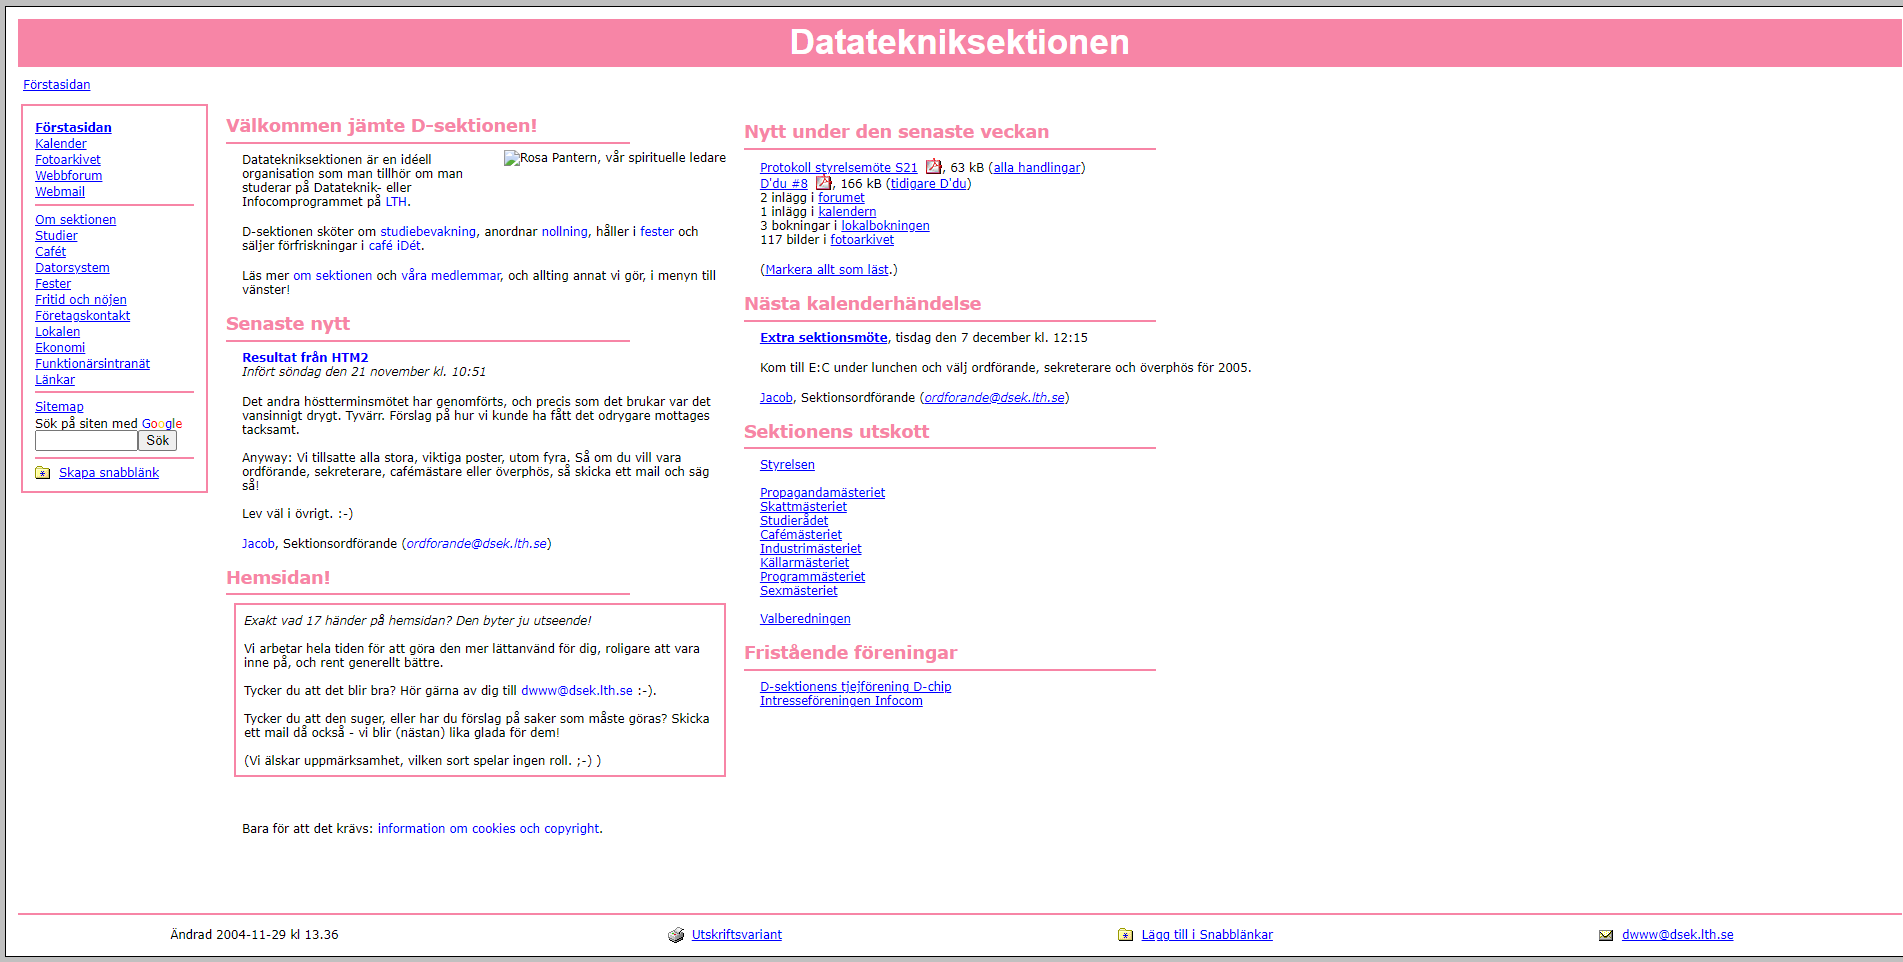 Datatekniksektionen
Förstasidan
Förstasidan
Kalender
Fotoarkivet
Webbforum
Webmail
Om sektionen
Studier
Cafét
Datorsystem
Fester
Fritid och nöjen
Företagskontakt
Lokalen
Ekonomi
Funktionärsintranät
Länkar
Sitemap
Sök på siten med Google
Sök
Skapa snabblänk
Välkommen jämte D-sektionen!
Rosa Pantern, vår spirituelle ledare
Datatekniksektionen är en idéell
organisation som man tillhör om man
studerar på Datateknik- eller
Infocomprogrammet på LTH.
D-sektionen sköter om studiebevakning, anordnar nollning, håller i fester och
säljer förfriskningar i café iDét.
Läs mer om sektionen och våra medlemmar, och allting annat vi gör, i menyn till
vänster!
Senaste nytt
Resultat från HTM2
Infört söndag den 21 november kl. 10:51
Det andra höstterminsmötet har genomförts, och precis som det brukar var det
vansinnigt drygt. Tyvärr. Förslag på hur vi kunde ha fått det odrygare mottages
tacksamt.
Anyway: Vi tillsatte alla stora, viktiga poster, utom fyra. Så om du vill vara
ordförande, sekreterare, cafémästare eller överphös, så skicka ett mail och säg
så!
Lev väl i övrigt. :-)
Jacob, Sektionsordförande (ordforande@dsek.lth.se)
Hemsidan!
Exakt vad 17 händer på hemsidan? Den byter ju utseende!
Vi arbetar hela tiden för att göra den mer lättanvänd för dig, roligare att vara
inne på, och rent generellt bättre.
Tycker du att det blir bra? Hör gärna av dig till dwww@dsek.lth.se :-).
Tycker du att den suger, eller har du förslag på saker som måste göras? Skicka
ett mail då också - vi blir (nästan) lika glada för dem!
(Vi älskar uppmärksamhet, vilken sort spelar ingen roll. ;-) )
Bara för att det krävs: information om cookies och copyright.
Nytt under den senaste veckan
Protokoll styrelsemöte S21 , 63 kB (alla handlingar)
D'du #8 , 166 kB (tidigare D'du)
2 inlägg i forumet
1 inlägg i kalendern
3 bokningar i lokalbokningen
117 bilder i fotoarkivet
(Markera allt som läst.)
Nästa kalenderhändelse
Extra sektionsmöte, tisdag den 7 december kl. 12:15
Kom till E:C under lunchen och välj ordförande, sekreterare och överphös för 2005.
Jacob, Sektionsordförande (ordforande@dsek.lth.se)
Sektionens utskott
Styrelsen
Propagandamästeriet
Skattmästeriet
Studierådet
Cafémästeriet
Industrimästeriet
Källarmästeriet
Programmästeriet
Sexmästeriet
Valberedningen
Fristående föreningar
D-sektionens tjejförening D-chip
Intresseföreningen Infocom
Ändrad 2004-11-29 kl 13.36
Utskriftsvariant
Lägg till i Snabblänkar
dwww@dsek.lth.se